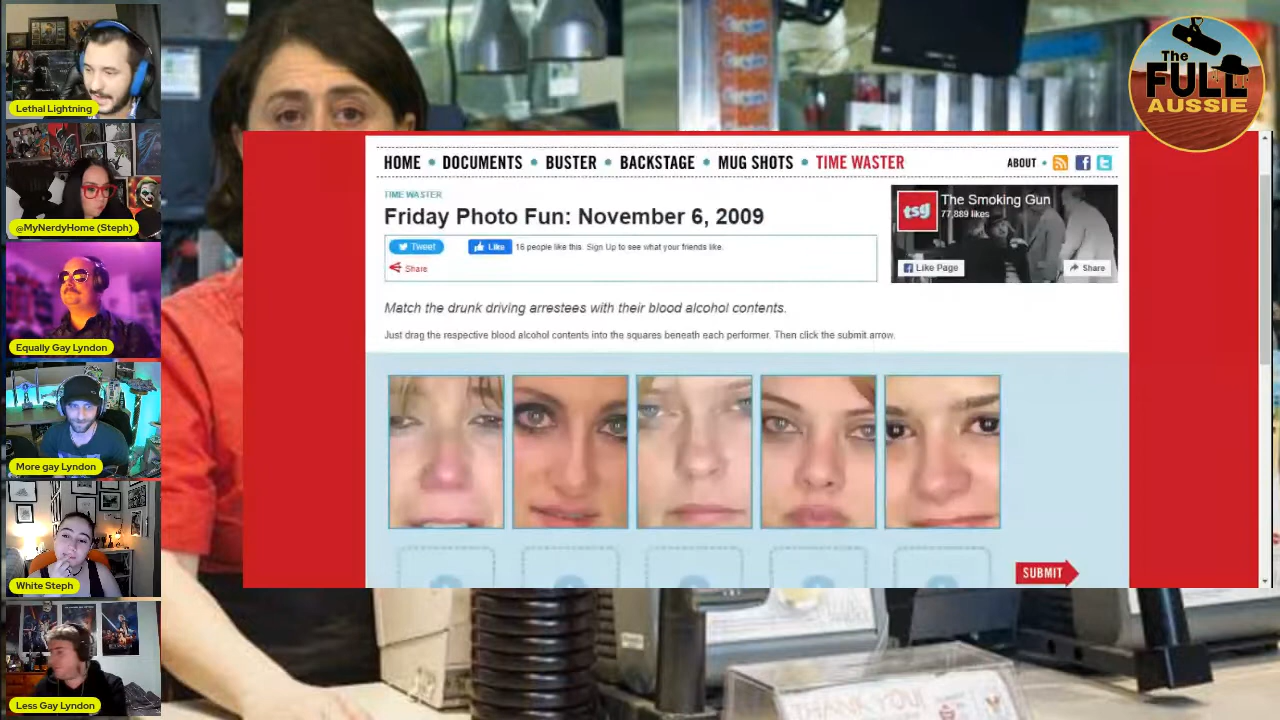 Lethal Lightning
@MyNerdyHome (Steph)
Equally Gay Lyndon
More gay Lyndon
White Steph
Less Gay Lyndon
HOME • DOCUMENTS • BUSTER • BACKSTAGE • MUG SHOTS • TIME WASTER
ABOUT •
TIME WASTER
Friday Photo Fun: November 6, 2009
Tweet
Like 16 people like this. Sign Up to see what your friends like.
Share
tsg
The Smoking Gun
77,889 likes
Like Page
Share
Match the drunk driving arrestees with their blood alcohol contents.
Just drag the respective blood alcohol contents into the squares beneath each performer. Then click the submit arrow.
SUBMIT
The
FULL
AUSSIE
THANK YOU